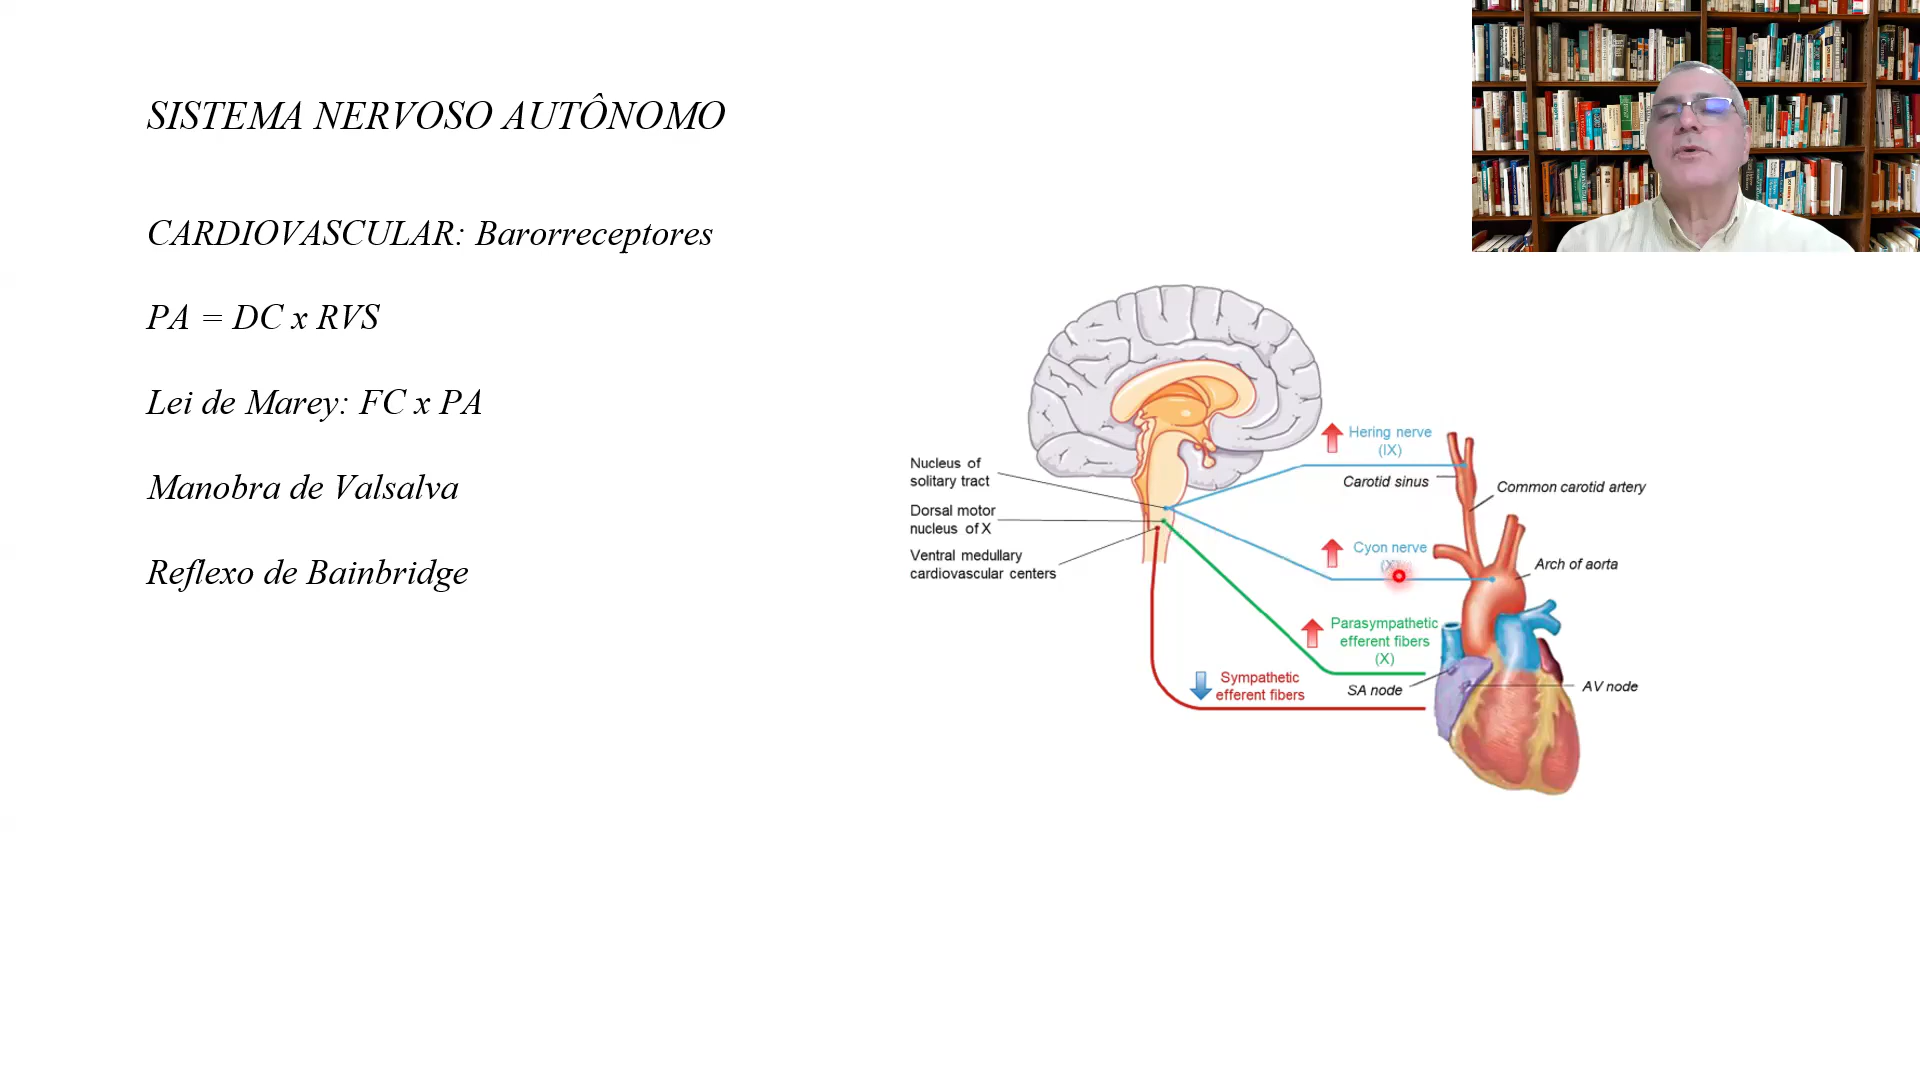 SISTEMA NERVOSO AUTÔNOMO
CARDIOVASCULAR: Barorreceptores
PA = DC x RVS
Lei de Marey: FC x PA
Manobra de Valsalva
Reflexo de Bainbridge
Nucleus of
solitary tract
Dorsal motor
nucleus of X
Ventral medullary
cardiovascular centers
Hering nerve
(IX)
Carotid sinus
Common carotid artery
Cyon nerve
(X)
Arch of aorta
Parasympathetic
efferent fibers
(X)
Sympathetic
efferent fibers
SA node
AV node